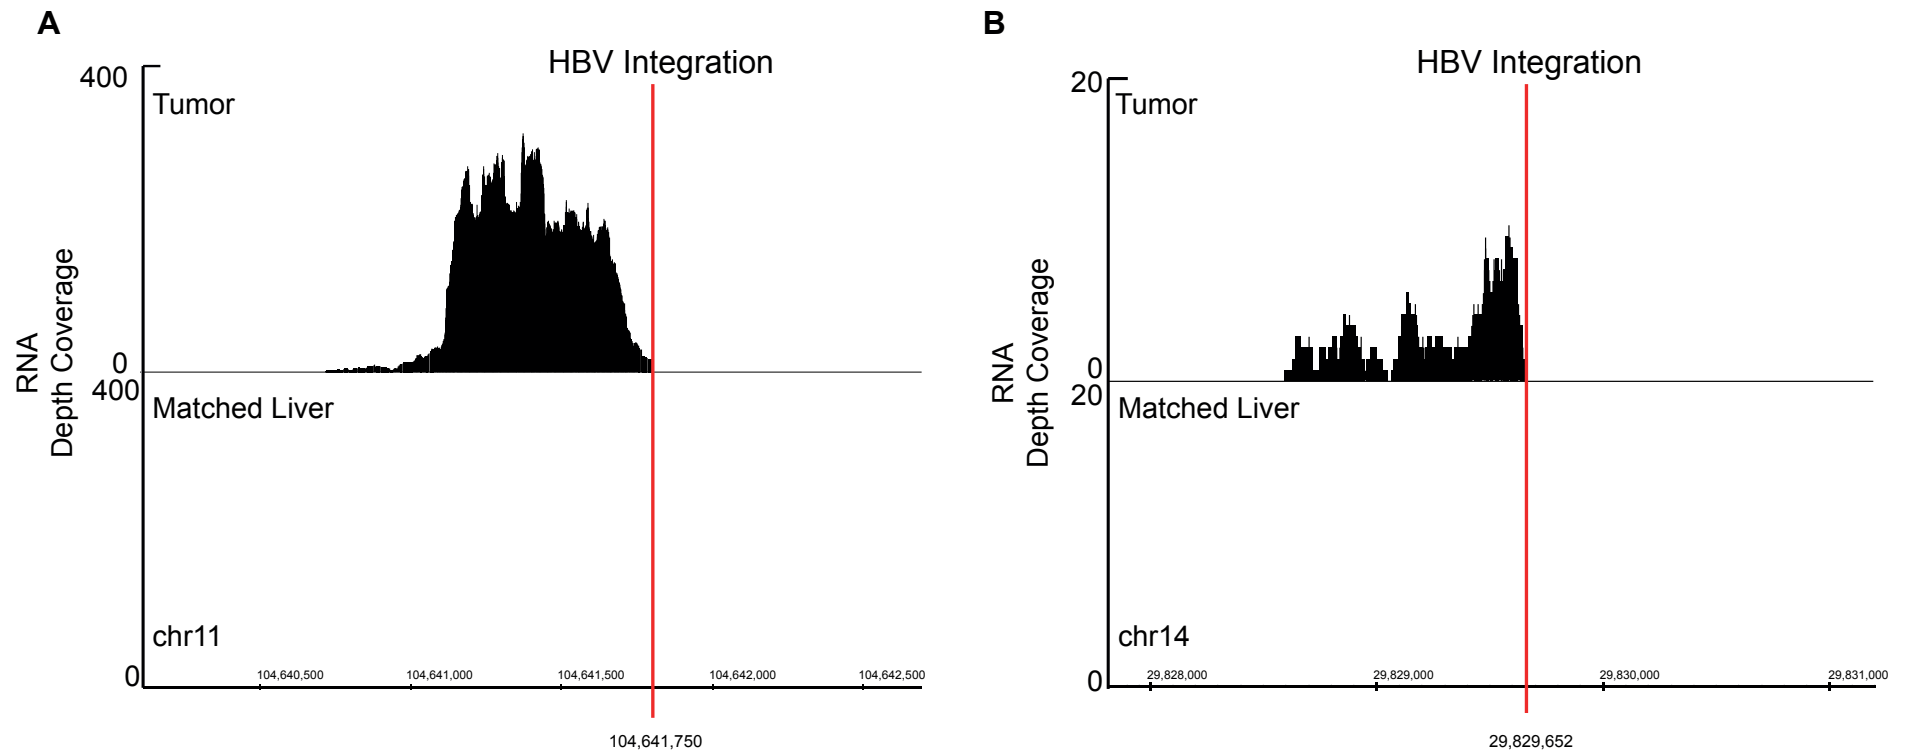 A
HBV Integration
400
Tumor
RNA
Depth Coverage
0
400
Matched Liver
chr11
0
104,640,500 104,641,000 104,641,500 104,642,000 104,642,500
104,641,750
B
HBV Integration
20
Tumor
RNA
Depth Coverage
0
20
Matched Liver
chr14
0
29,828,000 29,829,000 29,830,000 29,831,000
29,829,652